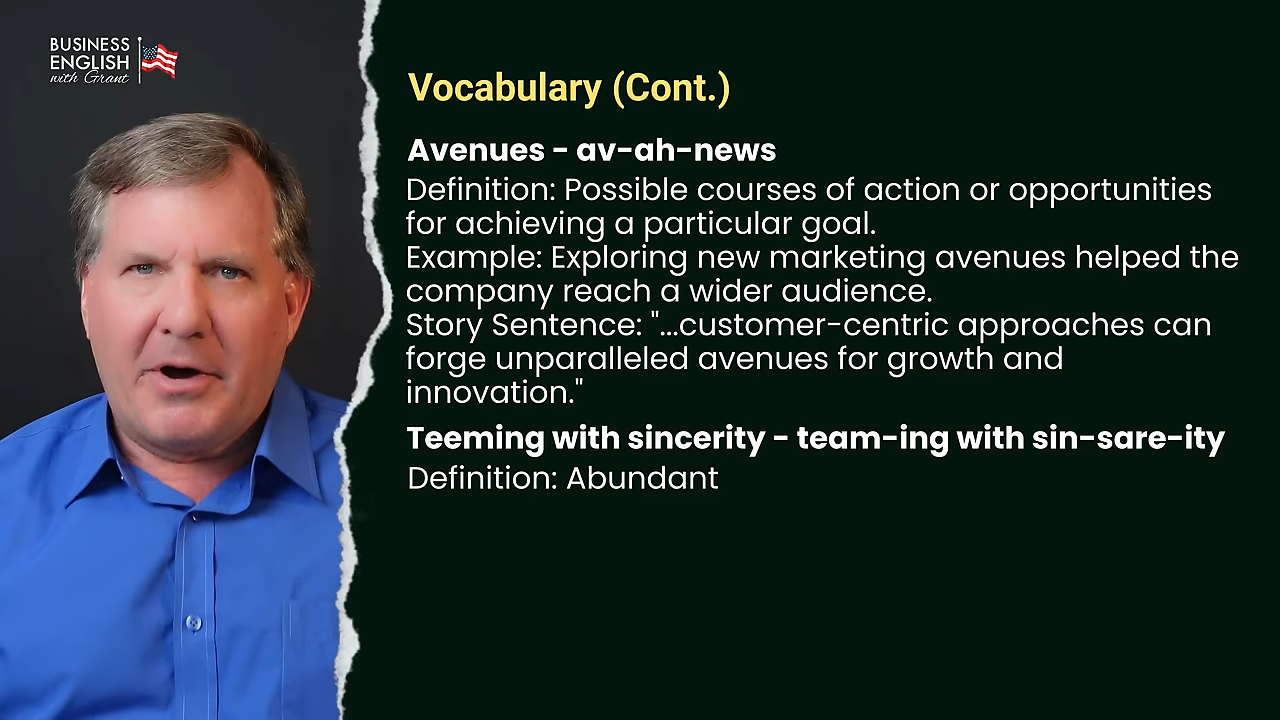 BUSINESS
ENGLISH
with Grant
Vocabulary (Cont.)
Avenues - av-ah-news
Definition: Possible courses of action or opportunities
for achieving a particular goal.
Example: Exploring new marketing avenues helped the
company reach a wider audience.
Story Sentence: "...customer-centric approaches can
forge unparalleled avenues for growth and
innovation."
Teeming with sincerity - team-ing with sin-sare-ity
Definition: Abundant